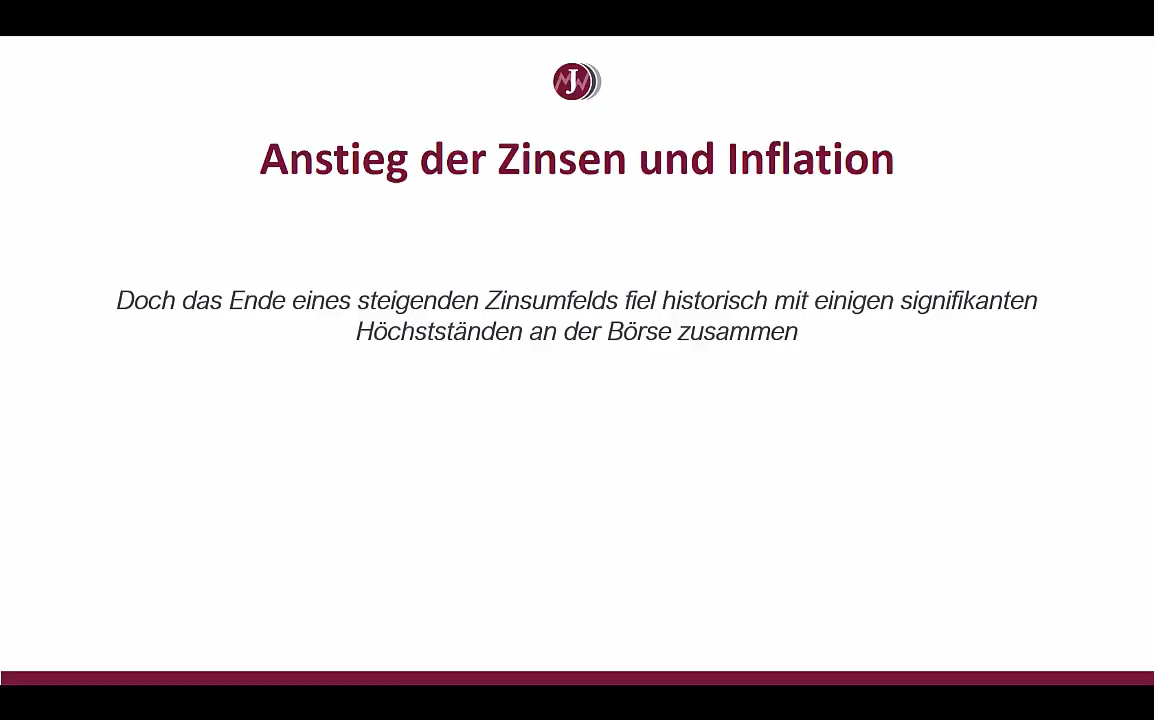 J
Anstieg der Zinsen und Inflation
Doch das Ende eines steigenden Zinsumfelds fiel historisch mit einigen signifikanten
Höchstständen an der Börse zusammen